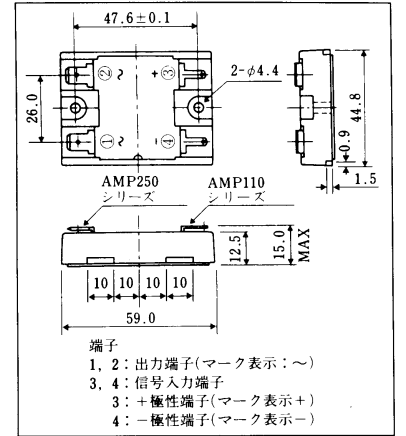 47.6±0.1
② ～ ＋ ③
2-φ4.4
26.0
① ～ − ④
44.8
0.9
1.5
AMP250
シリーズ
AMP110
シリーズ
12.5
15.0
MAX
10 10 10 10
59.0
端子
1, 2：出力端子(マーク表示：～)
3, 4：信号入力端子
3：＋極性端子(マーク表示＋)
4：－極性端子(マーク表示－)